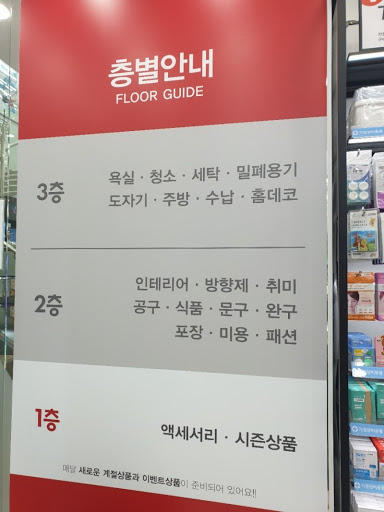 층별안내
FLOOR GUIDE
3층
욕실 · 청소 · 세탁 · 밀폐용기
도자기 · 주방 · 수납 · 홈데코
2층
인테리어 · 방향제 · 취미
공구 · 식품 · 문구 · 완구
포장 · 미용 · 패션
1층
액세서리 · 시즌상품
매달 새로운 계절상품과 이벤트상품이 준비되어 있어요!!